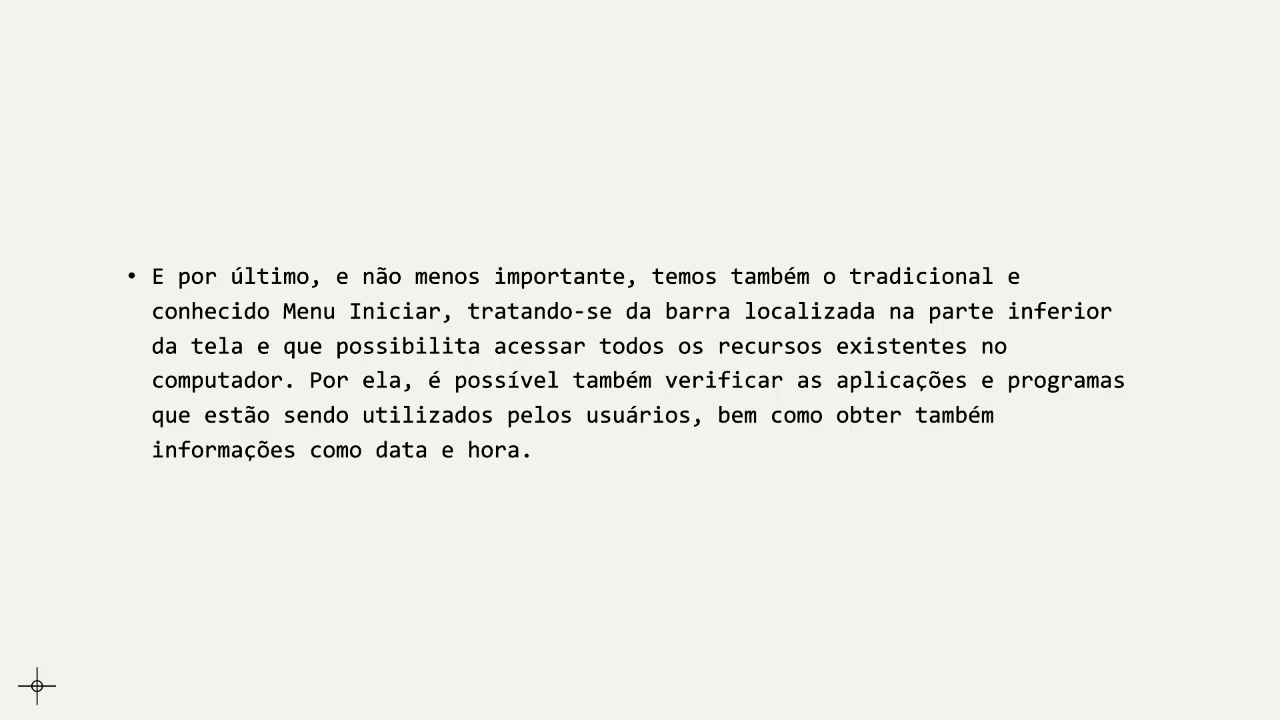 • E por último, e não menos importante, temos também o tradicional e
conhecido Menu Iniciar, tratando-se da barra localizada na parte inferior
da tela e que possibilita acessar todos os recursos existentes no
computador. Por ela, é possível também verificar as aplicações e programas
que estão sendo utilizados pelos usuários, bem como obter também
informações como data e hora.